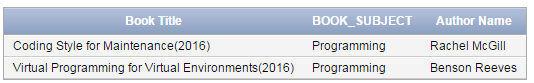 Book Title BOOK_SUBJECT Author Name
Coding Style for Maintenance(2016) Programming Rachel McGill
Virtual Programming for Virtual Environments(2016) Programming Benson Reeves